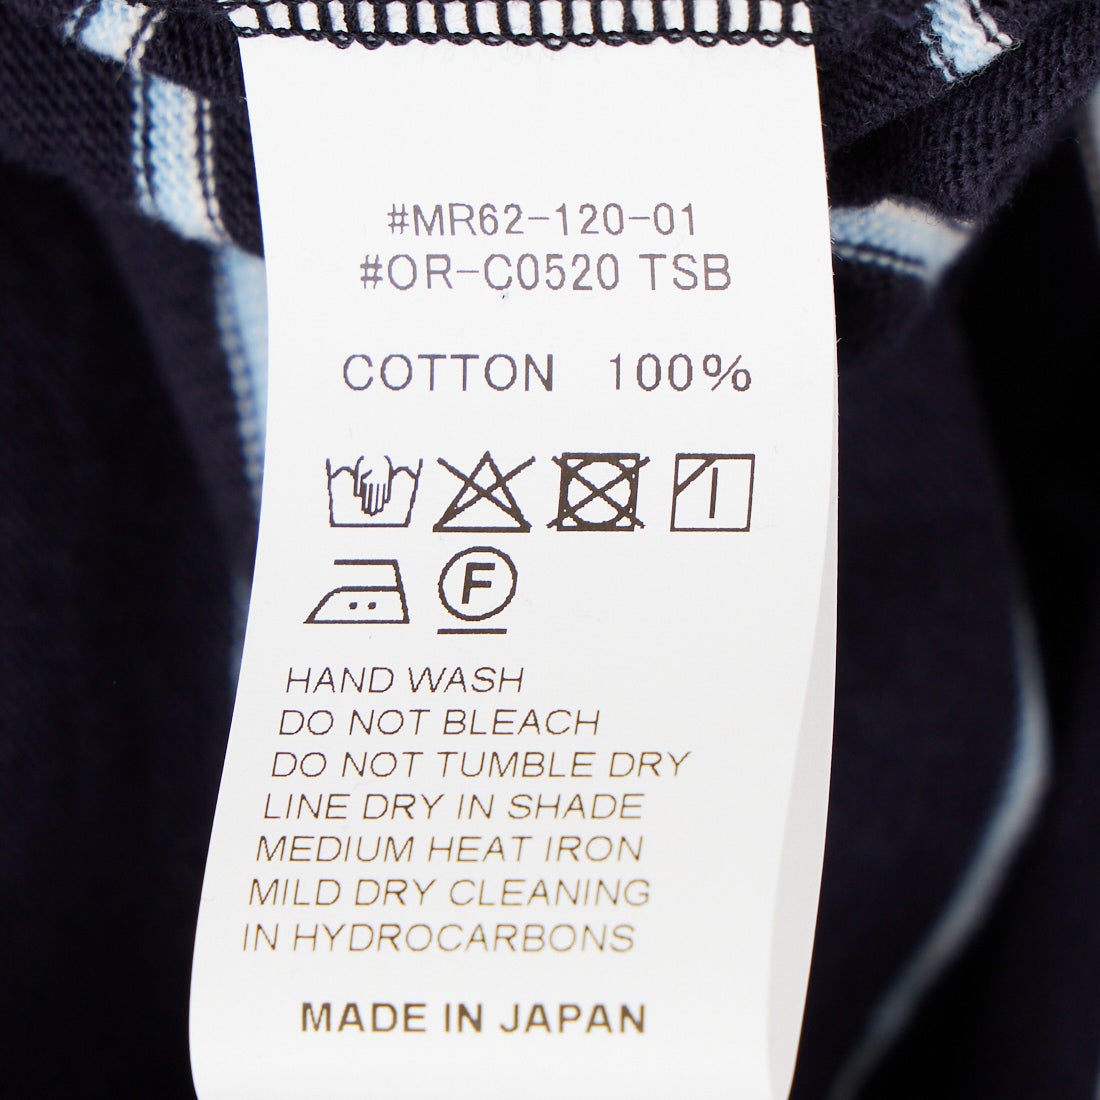 #MR62-120-01
#OR-C0520 TSB
COTTON 100%
F
HAND WASH
DO NOT BLEACH
DO NOT TUMBLE DRY
LINE DRY IN SHADE
MEDIUM HEAT IRON
MILD DRY CLEANING
IN HYDROCARBONS
MADE IN JAPAN